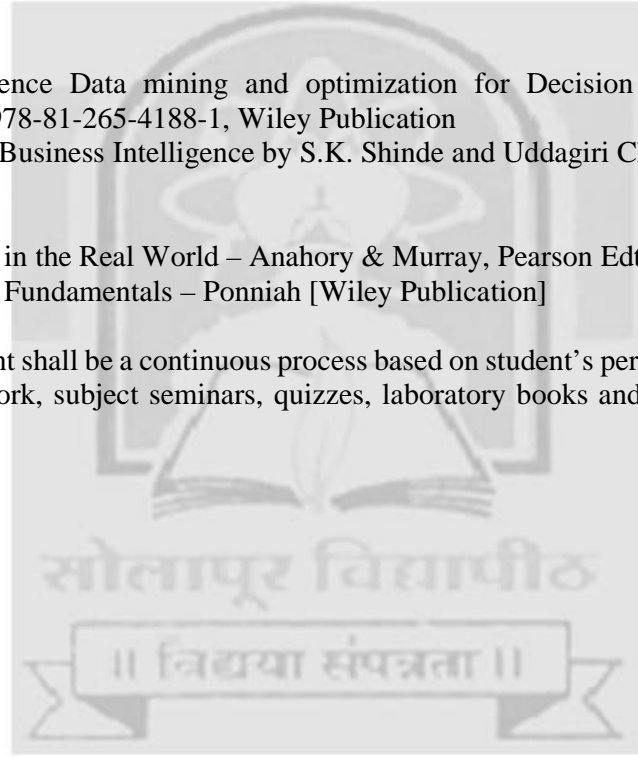 ence Data mining and optimization for Decision
978-81-265-4188-1, Wiley Publication
Business Intelligence by S.K. Shinde and Uddagiri C
in the Real World – Anahory & Murray, Pearson Edt
Fundamentals – Ponniah [Wiley Publication]
nt shall be a continuous process based on student's per
ork, subject seminars, quizzes, laboratory books and
सोलापूर विद्यापीठ
॥ विद्यया संपन्नता ॥